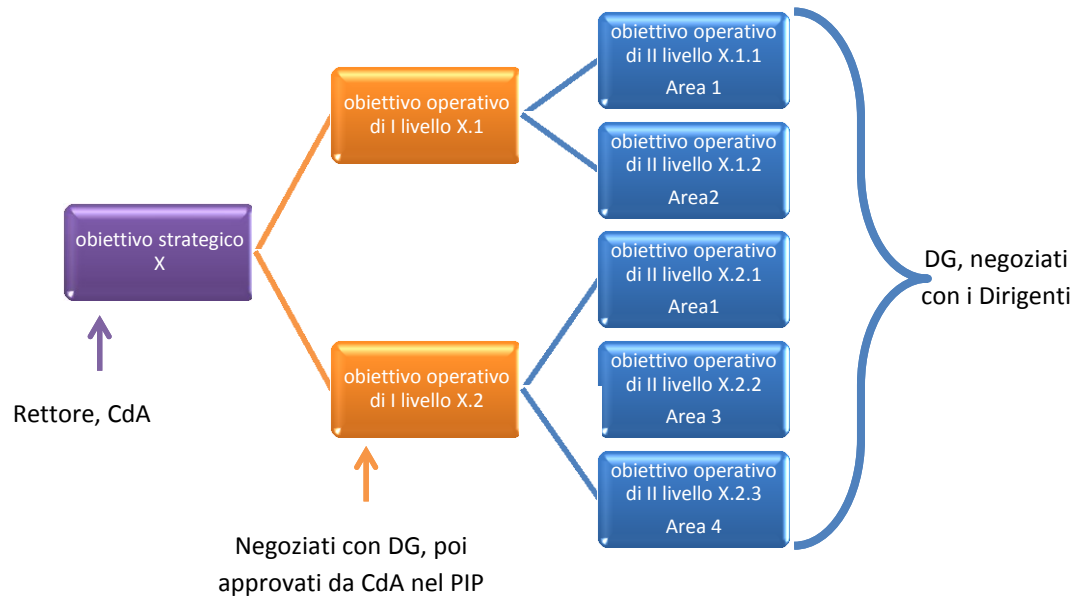 obiettivo strategico
X
Rettore, CdA
obiettivo operativo
di I livello X.1
obiettivo operativo
di I livello X.2
Negoziati con DG, poi
approvati da CdA nel PIP
obiettivo operativo
di II livello X.1.1
Area 1
obiettivo operativo
di II livello X.1.2
Area2
obiettivo operativo
di II livello X.2.1
Area1
obiettivo operativo
di II livello X.2.2
Area 3
obiettivo operativo
di II livello X.2.3
Area 4
DG, negoziati
con i Dirigenti